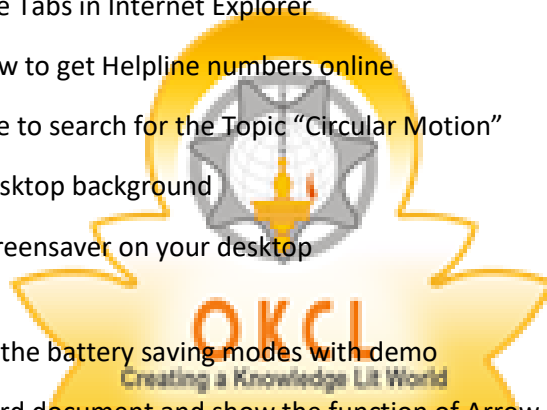 e Tabs in Internet Explorer
w to get Helpline numbers online
e to search for the Topic “Circular Motion”
sktop background
reensaver on your desktop
OKCL
the battery saving modes with demo
Creating a Knowledge Lit World
rd document and show the function of Arrow